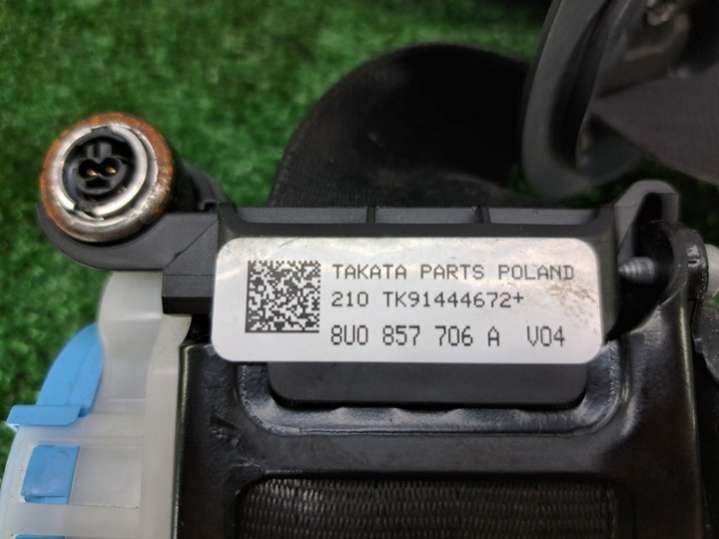 TAKATA PARTS POLAND
210 TK91444672+
8U0 857 706 A V04